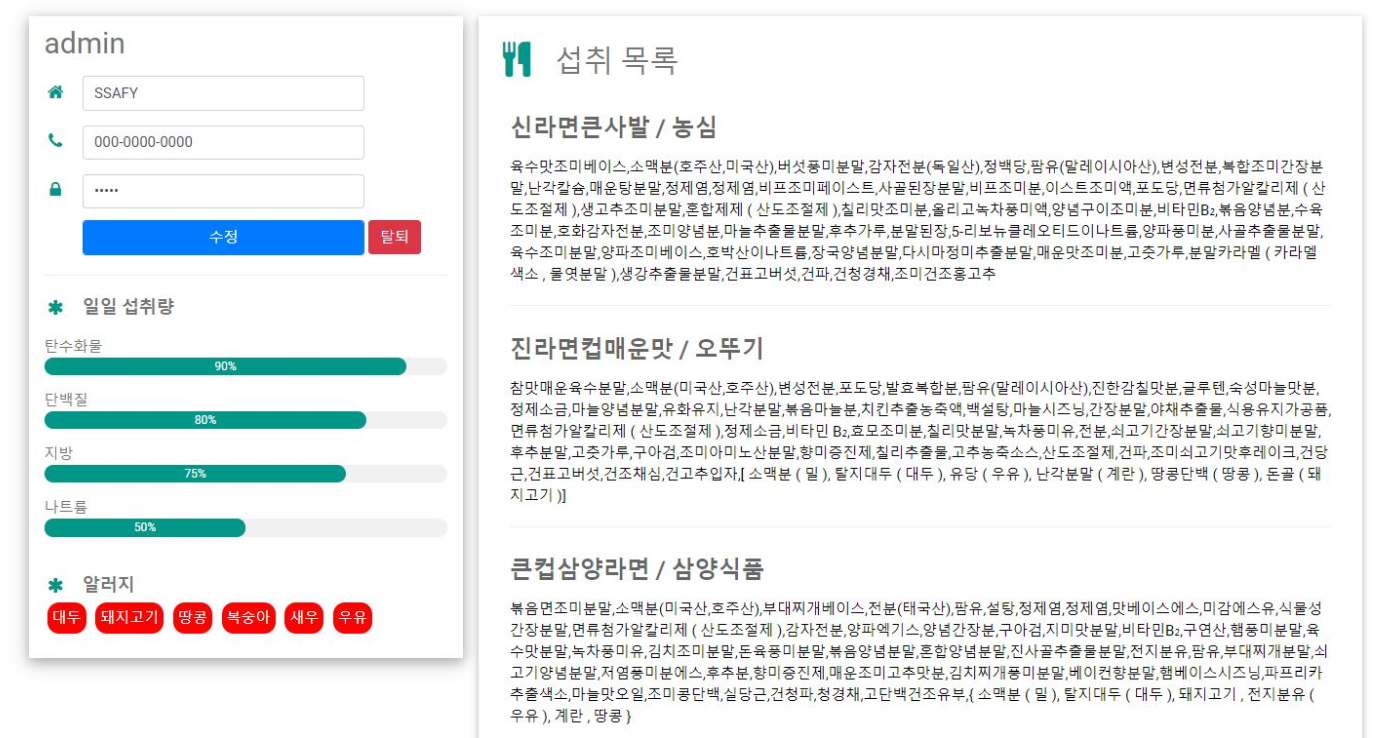 admin
SSAFY
000-0000-0000
•••••
수정 탈퇴
일일 섭취량
탄수화물
90%
단백질
80%
지방
75%
나트륨
50%
알러지
대두 돼지고기 땅콩 복숭아 새우 우유
섭취 목록
신라면큰사발 / 농심
육수맛조미베이스,소맥분(호주산,미국산),버섯풍미분말,감자전분(독일산),정백당,팜유(말레이시아산),변성전분,복합조미간장분
말,난각칼슘,매운탕분말,정제염,정제염,비프조미페이스트,사골된장분말,비프조미분,이스트조미액,포도당,면류첨가알칼리제 ( 산
도조절제 ),생고추조미분말,혼합제제 ( 산도조절제 ),칠리맛조미분,올리고녹차풍미액,양념구이조미분,비타민B₂,볶음양념분,수육
조미분,호화감자전분,조미양념분,마늘추출물분말,후추가루,분말된장,5-리보뉴클레오티드이나트륨,양파풍미분,사골추출물분말,
육수조미분말,양파조미베이스,호박산이나트륨,장국양념분말,다시마정미추출분말,매운맛조미분,고춧가루,분말카라멜 ( 카라멜
색소 , 물엿분말 ),생강추출물분말,건표고버섯,건파,건청경채,조미건조홍고추
진라면컵매운맛 / 오뚜기
참맛매운육수분말,소맥분(미국산,호주산),변성전분,포도당,발효복합분,팜유(말레이시아산),진한감칠맛분,글루텐,숙성마늘맛분,
정제소금,마늘양념분말,유화유지,난각분말,볶음마늘분,치킨추출농축액,백설탕,마늘시즈닝,간장분말,야채추출물,식용유지가공품,
면류첨가알칼리제 ( 산도조절제 ),정제소금,비타민 B₂,효모조미분,칠리맛분말,녹차풍미유,전분,쇠고기간장분말,쇠고기향미분말,
후추분말,고춧가루,구아검,조미아미노산분말,향미증진제,칠리추출물,고추농축소스,산도조절제,건파,조미쇠고기맛후레이크,건당
근,건표고버섯,건조채심,건고추입자,[ 소맥분 ( 밀 ), 탈지대두 ( 대두 ), 유당 ( 우유 ), 난각분말 ( 계란 ), 땅콩단백 ( 땅콩 ), 돈골 ( 돼
지고기 )]
큰컵삼양라면 / 삼양식품
볶음면조미분말,소맥분(미국산,호주산),부대찌개베이스,전분(태국산),팜유,설탕,정제염,정제염,맛베이스에스,미감에스유,식물성
간장분말,면류첨가알칼리제 ( 산도조절제 ),감자전분,양파엑기스,양념간장분,구아검,지미맛분말,비타민B₂,구연산,햄풍미분말,육
수맛분말,녹차풍미유,김치조미분말,돈육풍미분말,볶음양념분말,혼합양념분말,진사골추출물분말,전지분유,팜유,부대찌개분말,쇠
고기양념분말,저염풍미분에스,후추분,향미증진제,매운조미고추맛분,김치찌개풍미분말,베이컨향분말,햄베이스시즈닝,파프리카
추출색소,마늘맛오일,조미콩단백,실당근,건청파,청경채,고단백건조유부,{ 소맥분 ( 밀 ), 탈지대두 ( 대두 ), 돼지고기 , 전지분유 (
우유 ), 계란 , 땅콩 }